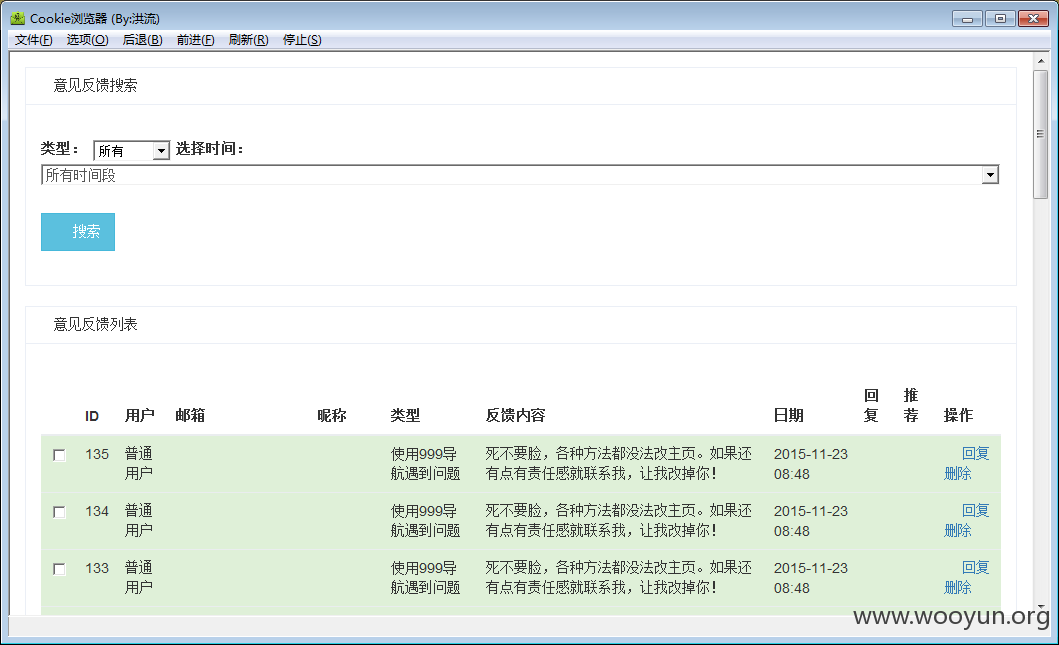 Cookie浏览器 (By:洪流)
文件(F) 选项(O) 后退(B) 前进(F) 刷新(R) 停止(S)
意见反馈搜索
类型： 所有 选择时间：
所有时间段
搜索
意见反馈列表
ID 用户 邮箱 昵称 类型 反馈内容 日期 回复 推荐 操作
135 普通用户 使用999导航遇到问题 死不要脸，各种方法都没法改主页。如果还有点有责任感就联系我，让我改掉你！ 2015-11-23 08:48 回复 删除
134 普通用户 使用999导航遇到问题 死不要脸，各种方法都没法改主页。如果还有点有责任感就联系我，让我改掉你！ 2015-11-23 08:48 回复 删除
133 普通用户 使用999导航遇到问题 死不要脸，各种方法都没法改主页。如果还有点有责任感就联系我，让我改掉你！ 2015-11-23 08:48 回复 删除
www.wooyun.org